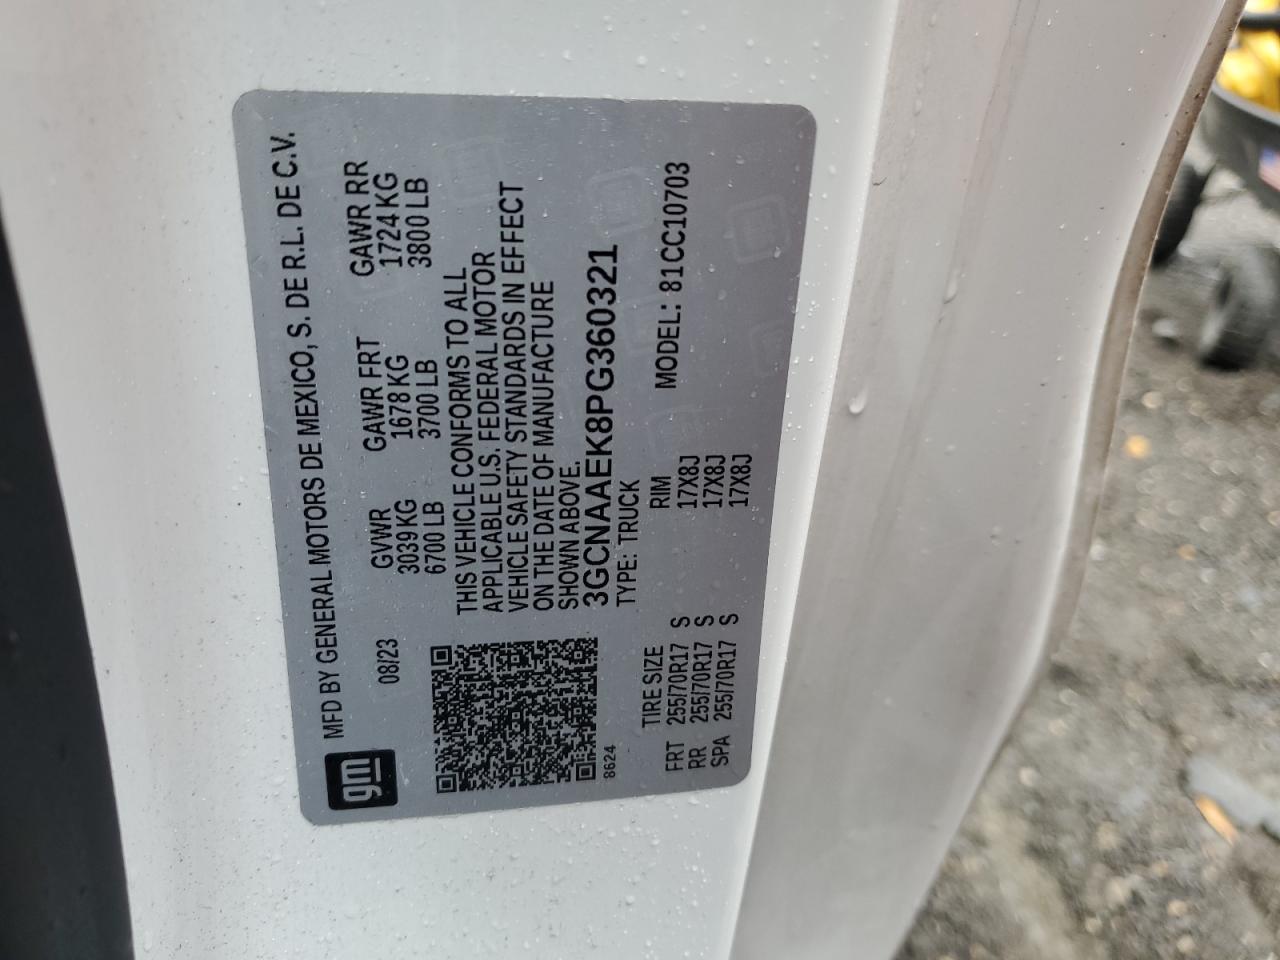 gm MFD BY GENERAL MOTORS DE MEXICO, S. DE R.L. DE C.V.
08/23 GVWR GAWR FRT GAWR RR
3039 KG 1678 KG 1724 KG
6700 LB 3700 LB 3800 LB
THIS VEHICLE CONFORMS TO ALL
APPLICABLE U.S. FEDERAL MOTOR
VEHICLE SAFETY STANDARDS IN EFFECT
ON THE DATE OF MANUFACTURE
SHOWN ABOVE.
3GCNAAEK8PG360321
8624 TYPE: TRUCK
TIRE SIZE RIM MODEL: 81CC10703
FRT 255/70R17 S 17X8J
RR 255/70R17 S 17X8J
SPA 255/70R17 S 17X8J